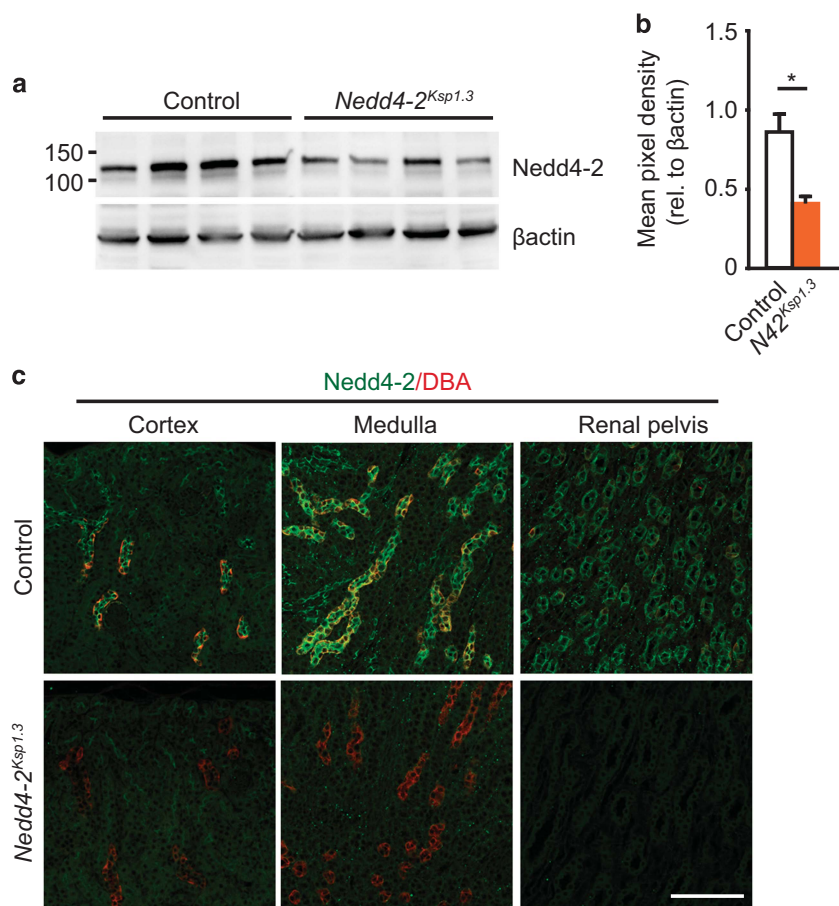 a
Control
Nedd4-2Ksp1.3
150
100
Nedd4-2
βactin
b
Mean pixel density
(rel. to βactin)
1.5
1.0
0.5
0
*
Control
N42Ksp1.3
c
Nedd4-2/DBA
Cortex
Medulla
Renal pelvis
Control
Nedd4-2Ksp1.3